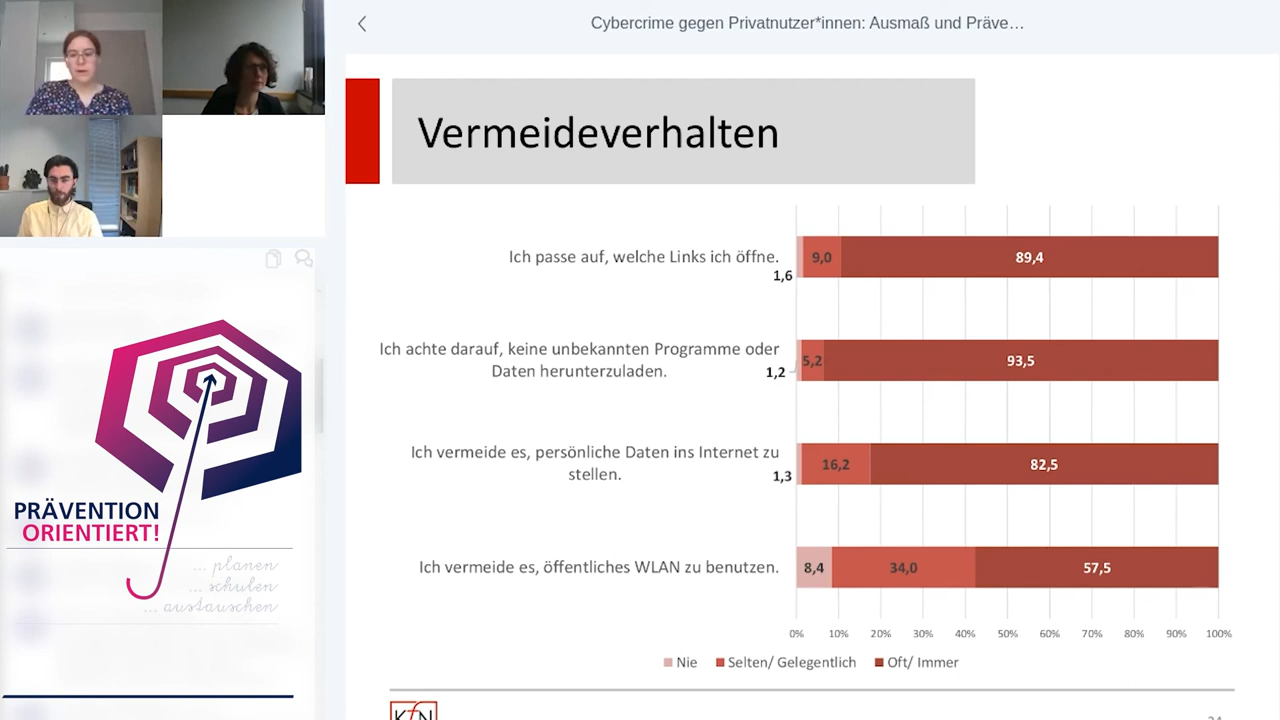 Cybercrime gegen Privatnutzer*innen: Ausmaß und Präve…
Vermeideverhalten
Ich passe auf, welche Links ich öffne.
1,6
9,0
89,4
Ich achte darauf, keine unbekannten Programme oder
Daten herunterzuladen.
1,2
5,2
93,5
Ich vermeide es, persönliche Daten ins Internet zu
stellen.
1,3
16,2
82,5
Ich vermeide es, öffentliches WLAN zu benutzen.
8,4
34,0
57,5
0% 10% 20% 30% 40% 50% 60% 70% 80% 90% 100%
Nie Selten/ Gelegentlich Oft/ Immer
KfN
PRÄVENTION
ORIENTIERT!
... planen
... schulen
... austauschen